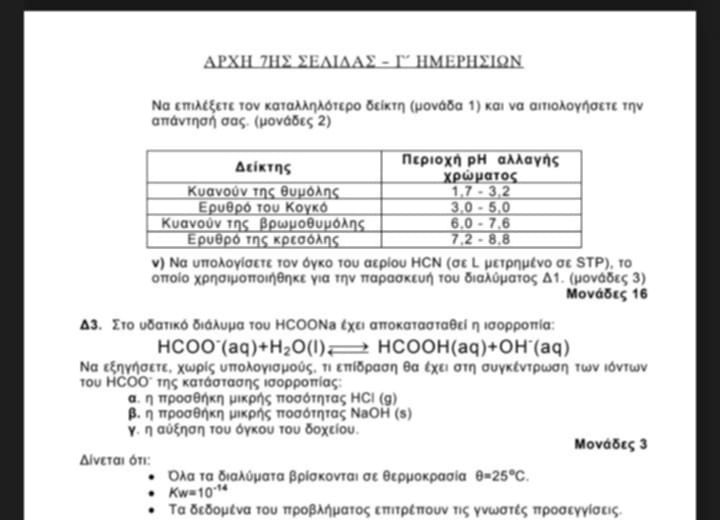 ΑΡΧΗ 7ΗΣ ΣΕΛΙΔΑΣ – Γ΄ ΗΜΕΡΗΣΙΩΝ
Να επιλέξετε τον καταλληλότερο δείκτη (μονάδα 1) και να αιτιολογήσετε την
απάντησή σας. (μονάδες 2)
Δείκτης Περιοχή pH αλλαγής
χρώματος
Κυανούν της θυμόλης 1,7 - 3,2
Ερυθρό του Κογκό 3,0 - 5,0
Κυανούν της βρωμοθυμόλης 6,0 - 7,6
Ερυθρό της κρεσόλης 7,2 - 8,8
v) Να υπολογίσετε τον όγκο του αερίου HCN (σε L μετρημένο σε STP), το
οποίο χρησιμοποιήθηκε για την παρασκευή του διαλύματος Δ1. (μονάδες 3)
Μονάδες 16
Δ3. Στο υδατικό διάλυμα του HCOONa έχει αποκατασταθεί η ισορροπία:
HCOO⁻(aq)+H₂O(l) ⇌ HCOOH(aq)+OH⁻(aq)
Να εξηγήσετε, χωρίς υπολογισμούς, τι επίδραση θα έχει στη συγκέντρωση των ιόντων
του HCOO⁻ της κατάστασης ισορροπίας:
α. η προσθήκη μικρής ποσότητας HCl (g)
β. η προσθήκη μικρής ποσότητας NaOH (s)
γ. η αύξηση του όγκου του δοχείου.
Μονάδες 3
Δίνεται ότι:
• Όλα τα διαλύματα βρίσκονται σε θερμοκρασία θ=25°C.
• Kw=10⁻¹⁴
• Τα δεδομένα του προβλήματος επιτρέπουν τις γνωστές προσεγγίσεις.